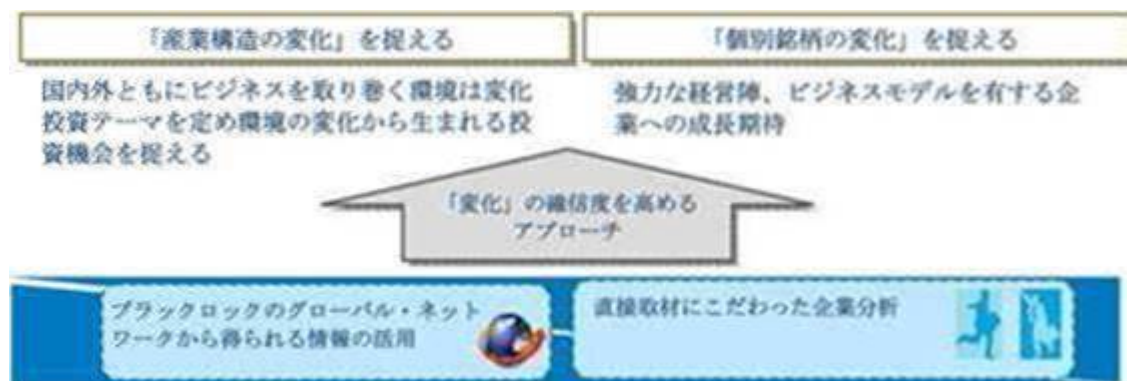 「産業構造の変化」を捉える
国内外ともにビジネスを取り巻く環境は変化
投資テーマを定め環境の変化から生まれる投
資機会を捉える
「個別銘柄の変化」を捉える
強力な経営陣、ビジネスモデルを有する企
業への成長期待
「変化」の確信度を高める
アプローチ
ブラックロックのグローバル・ネット
ワークから得られる情報の活用
直接取材にこだわった企業分析